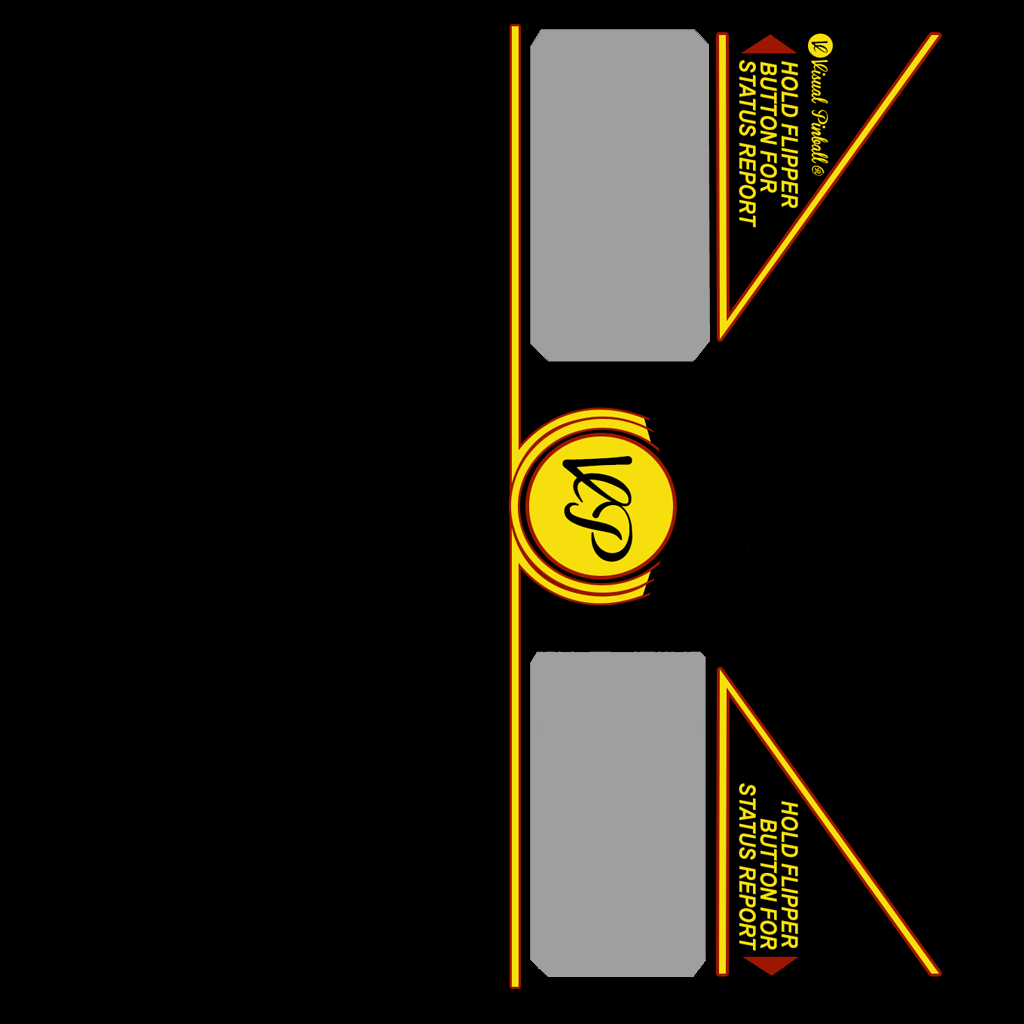 Visual Pinball®
HOLD FLIPPER
BUTTON FOR
STATUS REPORT
VP
HOLD FLIPPER
BUTTON FOR
STATUS REPORT